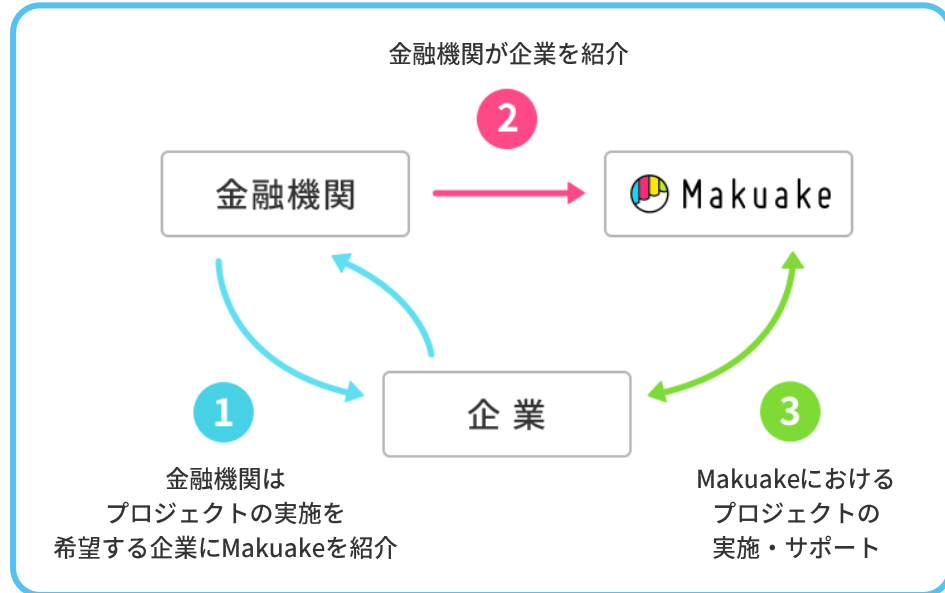 金融機関が企業を紹介
2
金融機関
Makuake
企業
1
金融機関は
プロジェクトの実施を
希望する企業にMakuakeを紹介
3
Makuakeにおける
プロジェクトの
実施・サポート